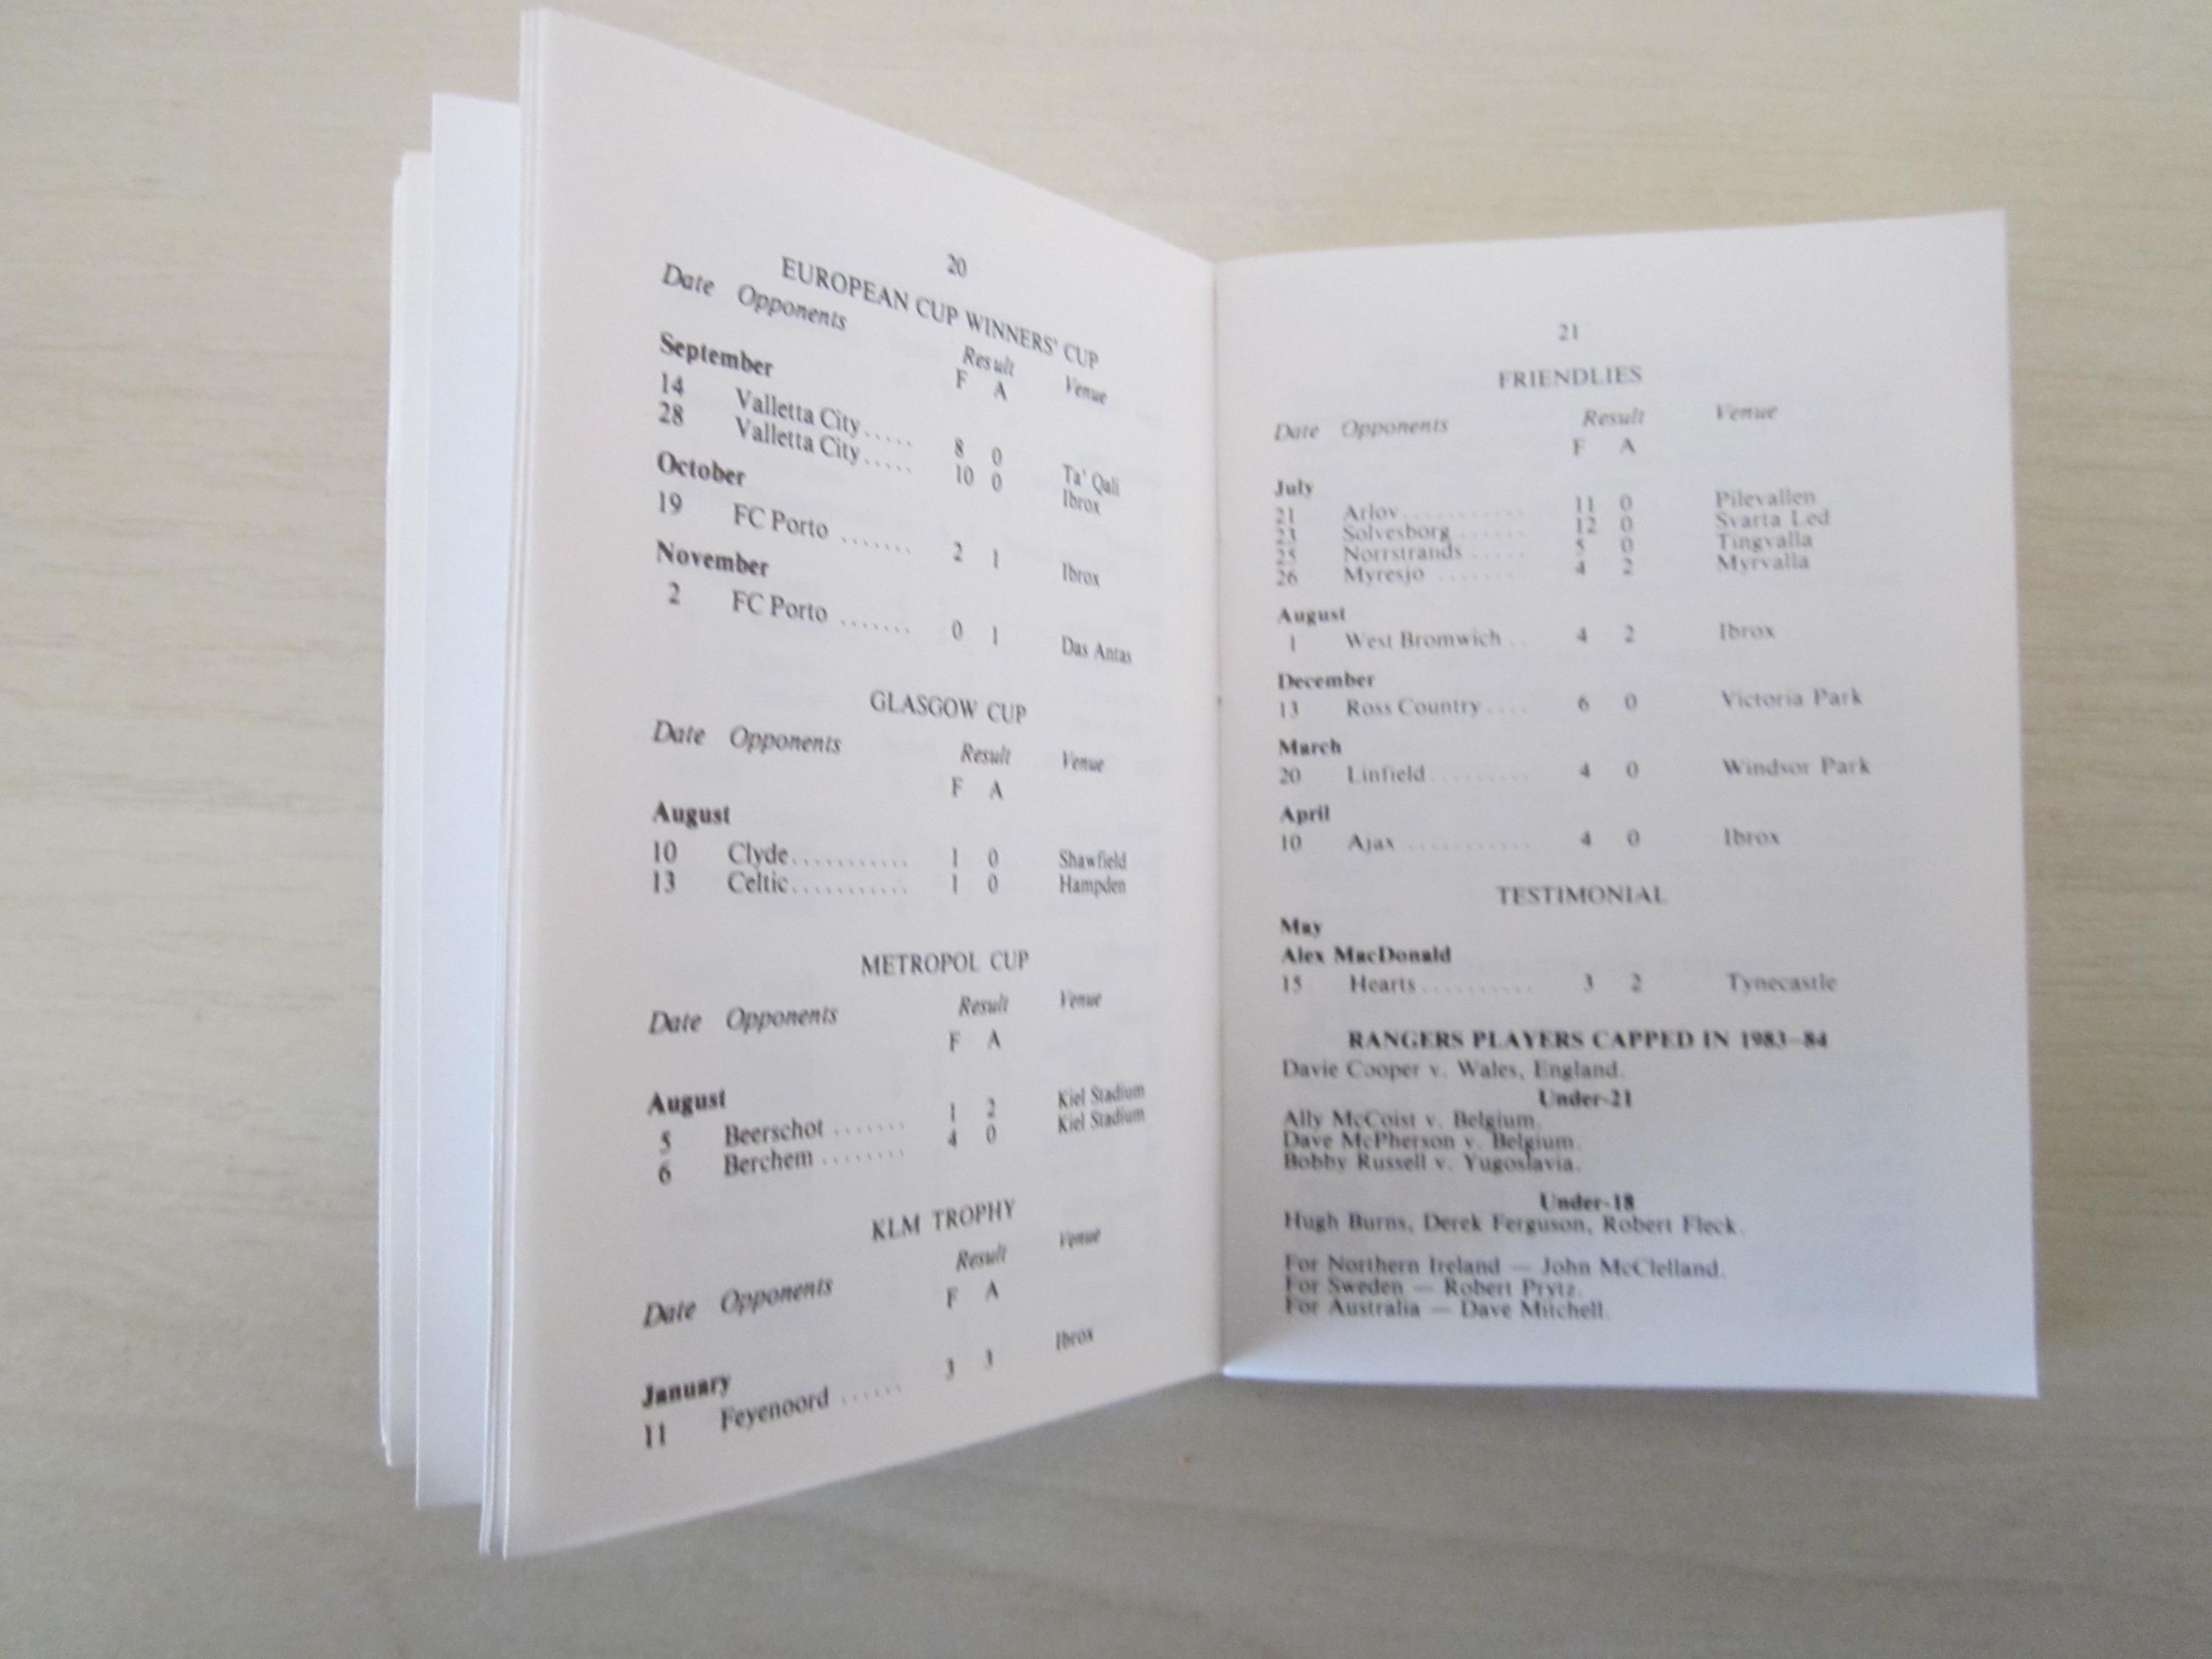 20
EUROPEAN CUP WINNERS' CUP
Date Opponents Result Venue
F A
September
14 Valletta City..... 8 0 Ta' Qali
28 Valletta City..... 10 0 Ibrox
October
19 FC Porto ....... 2 1 Ibrox
November
2 FC Porto ....... 0 1 Das Antas
GLASGOW CUP
Date Opponents Result Venue
F A
August
10 Clyde........... 1 0 Shawfield
13 Celtic........... 1 0 Hampden
METROPOL CUP
Date Opponents Result Venue
F A
August
5 Beerschot ....... 1 2 Kiel Stadium
6 Berchem ........ 4 0 Kiel Stadium
KLM TROPHY
Date Opponents Result Venue
F A
January
11 Feyenoord ...... 3 3 Ibrox
21
FRIENDLIES
Date Opponents Result Venue
F A
July
21 Arlov........... 11 0 Pilevallen
23 Solvesborg ...... 12 0 Svarta Led
25 Norrstrands ..... 5 0 Tingvalla
26 Myresjo ....... 4 2 Myrvalla
August
1 West Bromwich .. 4 2 Ibrox
December
13 Ross Country.... 6 0 Victoria Park
March
20 Linfield......... 4 0 Windsor Park
April
10 Ajax ........... 4 0 Ibrox
TESTIMONIAL
May
Alex MacDonald
15 Hearts.......... 3 2 Tynecastle
RANGERS PLAYERS CAPPED IN 1983–84
Davie Cooper v. Wales, England.
Under-21
Ally McCoist v. Belgium.
Dave McPherson v. Belgium.
Bobby Russell v. Yugoslavia.
Under-18
Hugh Burns, Derek Ferguson, Robert Fleck.
For Northern Ireland — John McClelland.
For Sweden — Robert Prytz.
For Australia — Dave Mitchell.